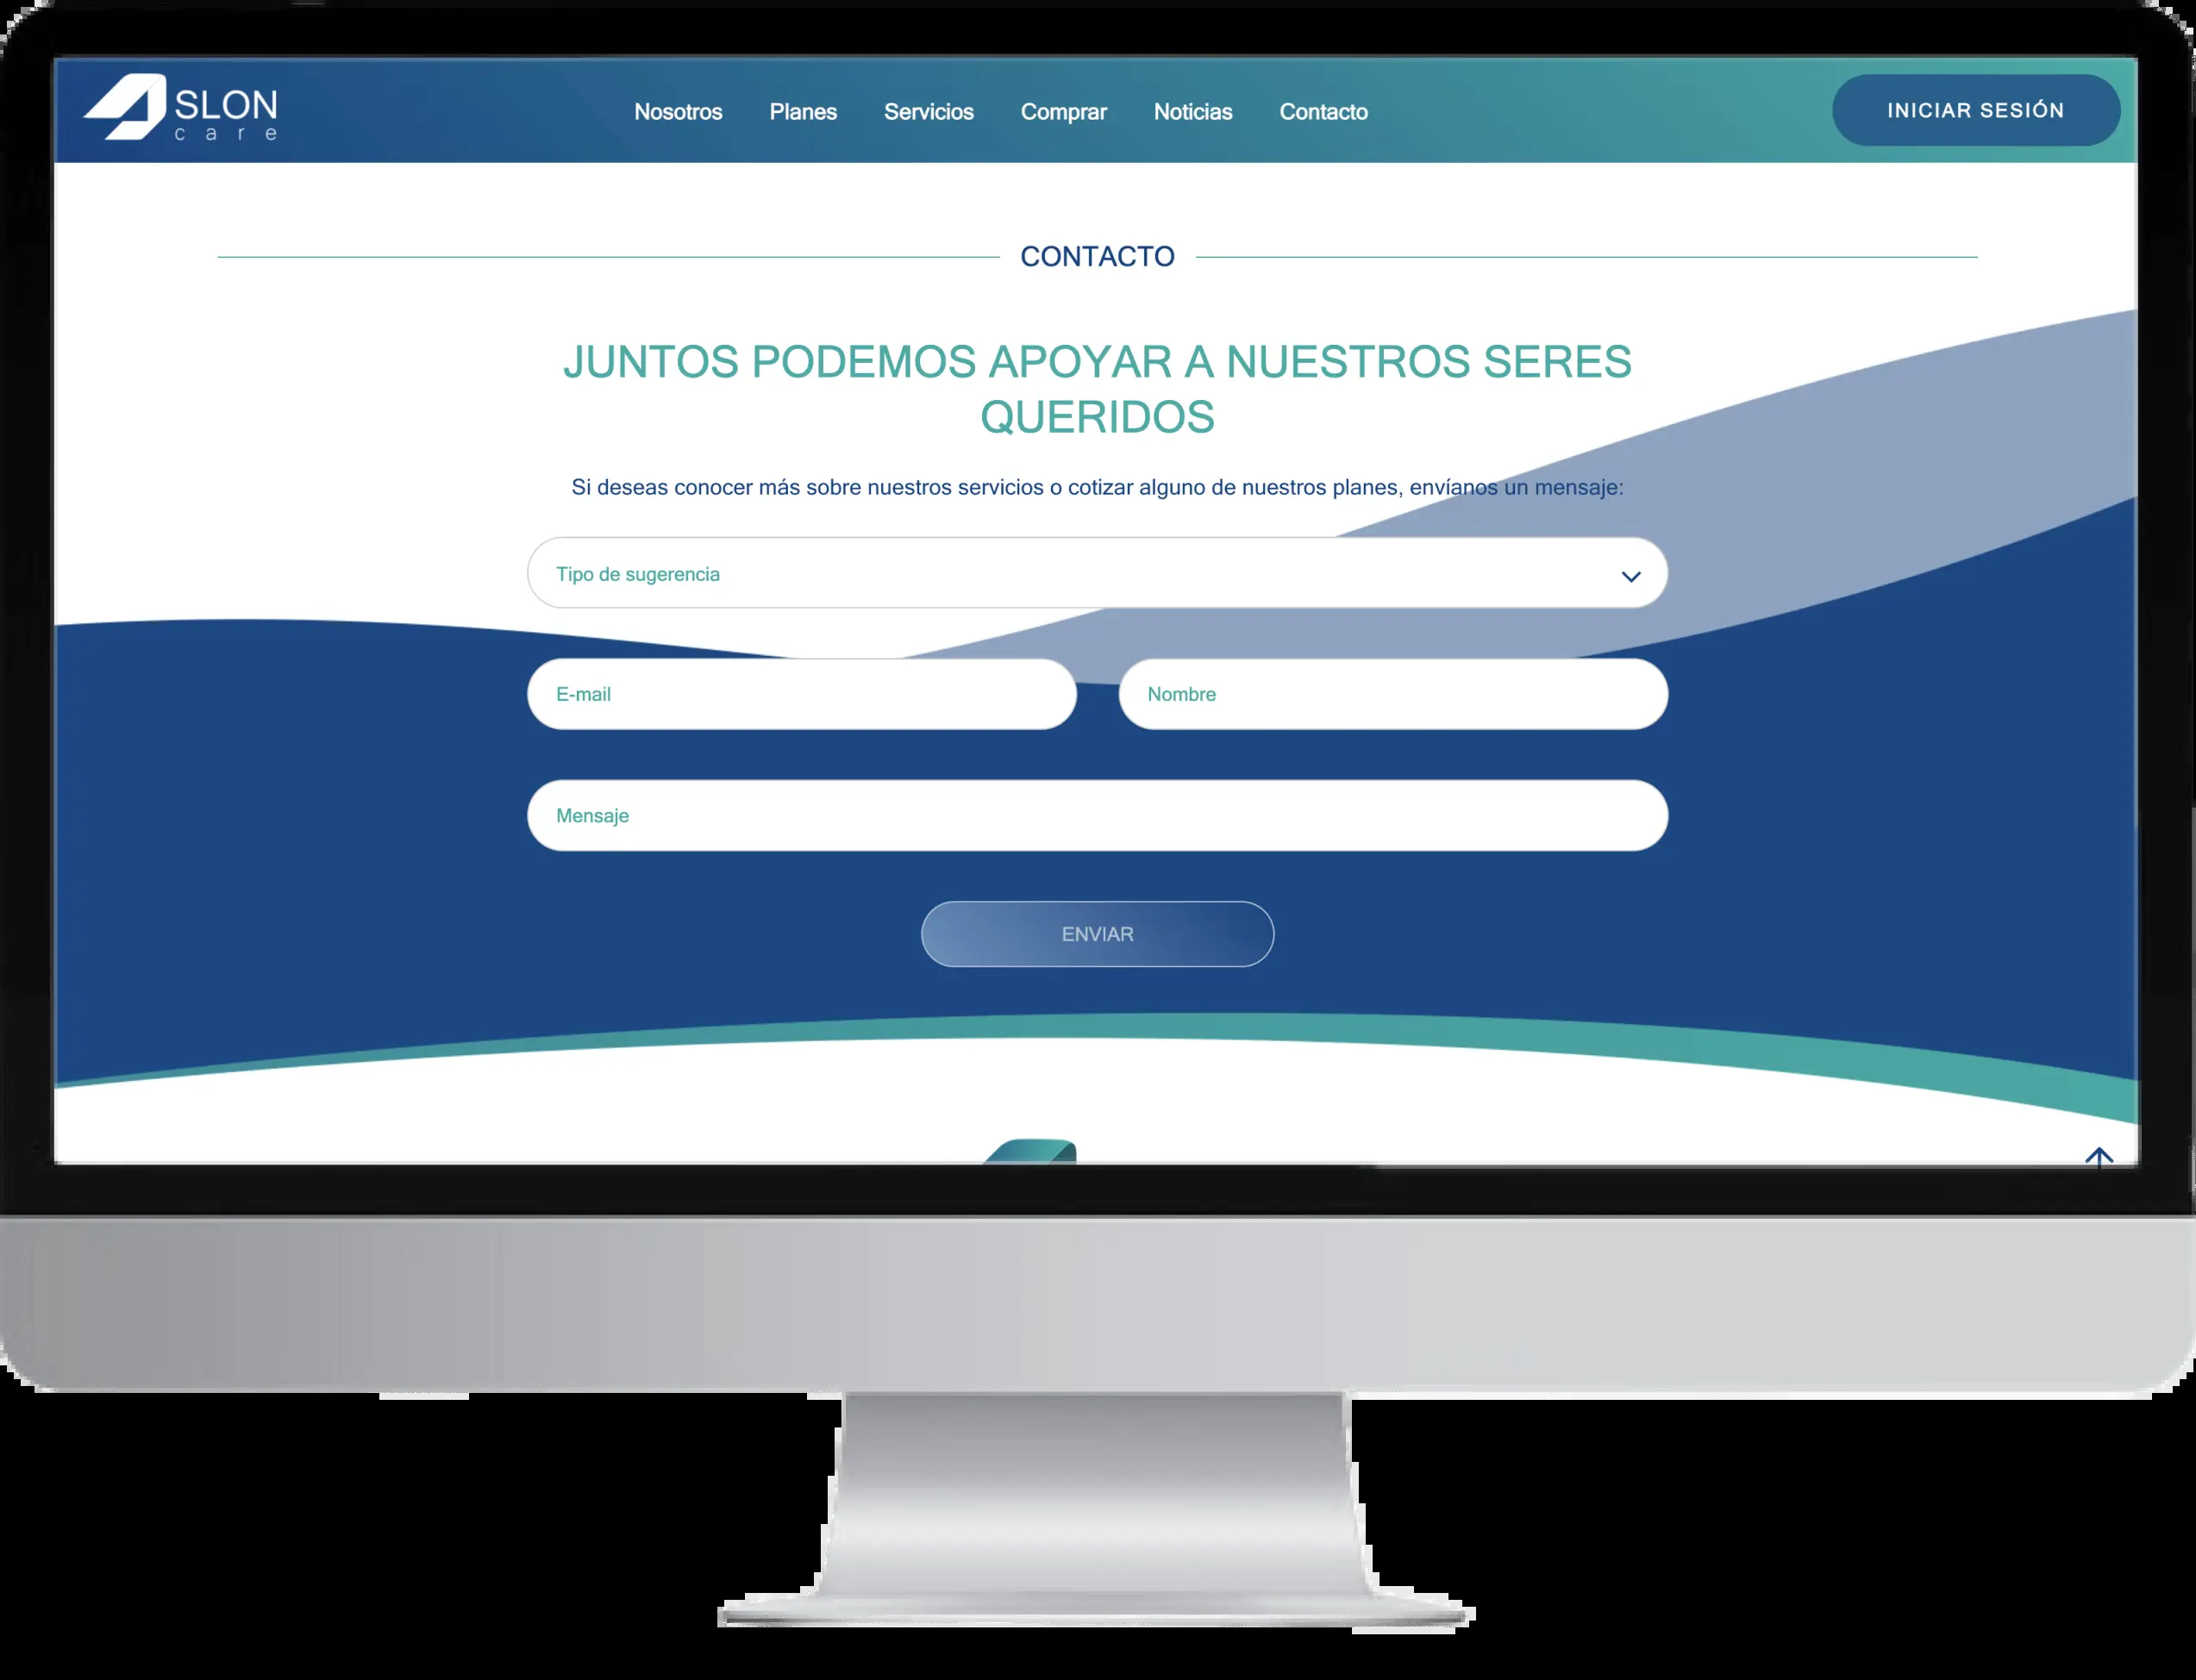 SLON
care
Nosotros
Planes
Servicios
Comprar
Noticias
Contacto
INICIAR SESIÓN
CONTACTO
JUNTOS PODEMOS APOYAR A NUESTROS SERES
QUERIDOS
Si deseas conocer más sobre nuestros servicios o cotizar alguno de nuestros planes, envíanos un mensaje:
Tipo de sugerencia
E-mail
Nombre
Mensaje
ENVIAR